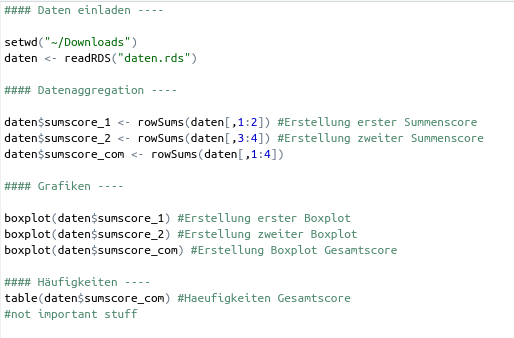 #### Daten einladen ----
setwd("~/Downloads")
daten <- readRDS("daten.rds")
#### Datenaggregation ----
daten$sumscore_1 <- rowSums(daten[,1:2]) #Erstellung erster Summenscore
daten$sumscore_2 <- rowSums(daten[,3:4]) #Erstellung zweiter Summenscore
daten$sumscore_com <- rowSums(daten[,1:4])
#### Grafiken ----
boxplot(daten$sumscore_1) #Erstellung erster Boxplot
boxplot(daten$sumscore_2) #Erstellung zweiter Boxplot
boxplot(daten$sumscore_com) #Erstellung Boxplot Gesamtscore
#### Häufigkeiten ----
table(daten$sumscore_com) #Haeufigkeiten Gesamtscore
#not important stuff